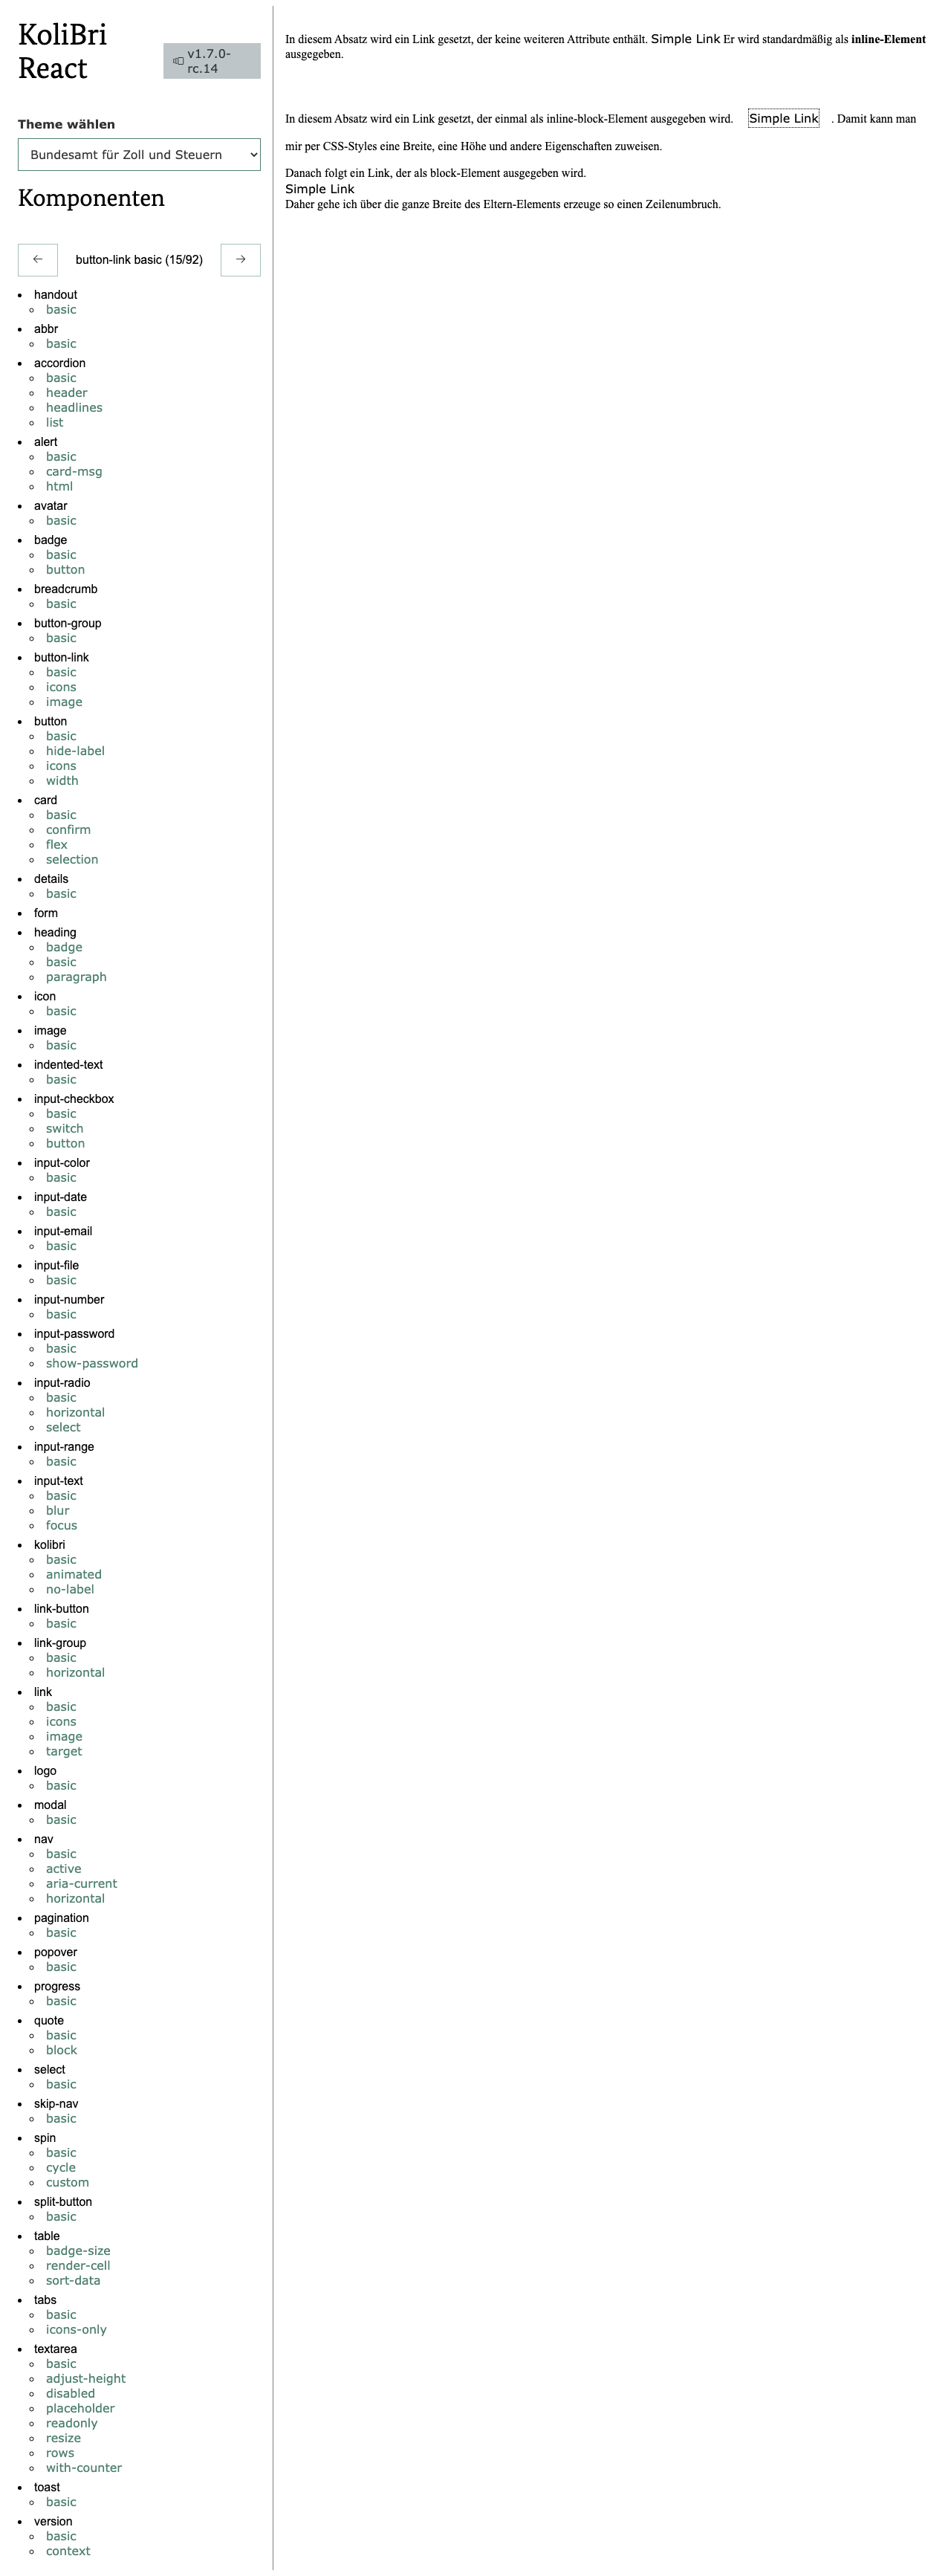 KoliBri
React
v1.7.0-
rc.14
Theme wählen
Bundesamt für Zoll und Steuern
Komponenten
← button-link basic (15/92) →
handout
basic
abbr
basic
accordion
basic
header
headlines
list
alert
basic
card-msg
html
avatar
basic
badge
basic
button
breadcrumb
basic
button-group
basic
button-link
basic
icons
image
button
basic
hide-label
icons
width
card
basic
confirm
flex
selection
details
basic
form
heading
badge
basic
paragraph
icon
basic
image
basic
indented-text
basic
input-checkbox
basic
switch
button
input-color
basic
input-date
basic
input-email
basic
input-file
basic
input-number
basic
input-password
basic
show-password
input-radio
basic
horizontal
select
input-range
basic
input-text
basic
blur
focus
kolibri
basic
animated
no-label
link-button
basic
link-group
basic
horizontal
link
basic
icons
image
target
logo
basic
modal
basic
nav
basic
active
aria-current
horizontal
pagination
basic
popover
basic
progress
basic
quote
basic
block
select
basic
skip-nav
basic
spin
basic
cycle
custom
split-button
basic
table
badge-size
render-cell
sort-data
tabs
basic
icons-only
textarea
basic
adjust-height
disabled
placeholder
readonly
resize
rows
with-counter
toast
basic
version
basic
context
In diesem Absatz wird ein Link gesetzt, der keine weiteren Attribute enthält. Simple Link Er wird standardmäßig als inline-Element
ausgegeben.
In diesem Absatz wird ein Link gesetzt, der einmal als inline-block-Element ausgegeben wird. Simple Link . Damit kann man
mir per CSS-Styles eine Breite, eine Höhe und andere Eigenschaften zuweisen.
Danach folgt ein Link, der als block-Element ausgegeben wird.
Simple Link
Daher gehe ich über die ganze Breite des Eltern-Elements erzeuge so einen Zeilenumbruch.